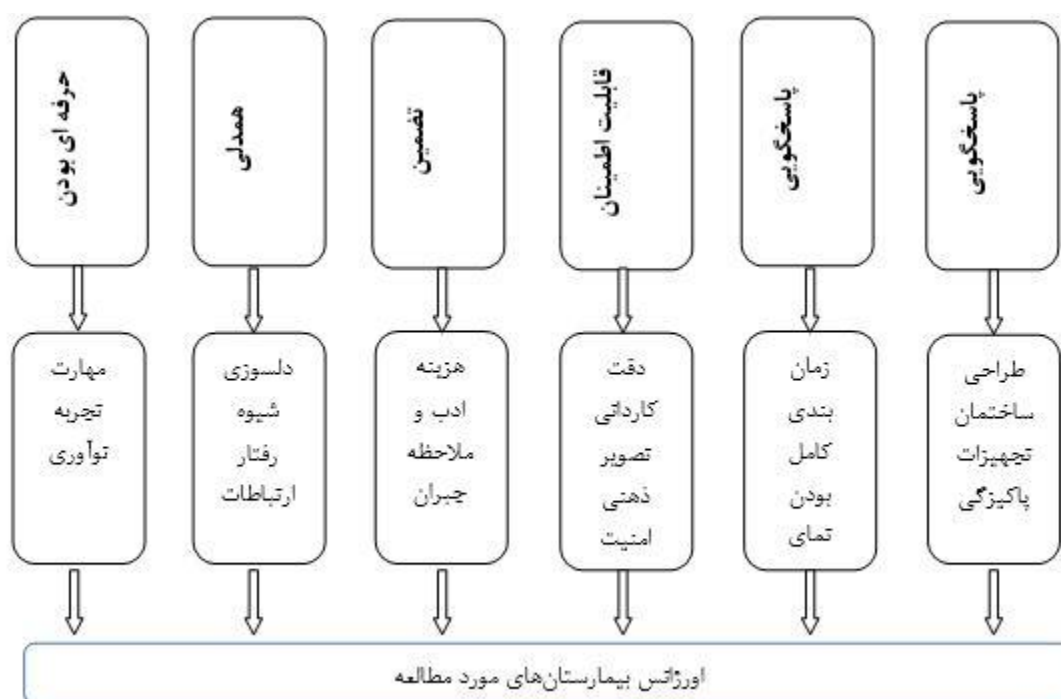 پاسخگویی
پاسخگویی
قابلیت اطمینان
تضمین
همدلی
حرفه ای بودن
طراحی
ساختمان
تجهیزات
پاکیزگی
زمان
بندی
کامل
بودن
تمای
دقت
کاردانی
تصویر
ذهنی
امنیت
هزینه
ادب و
ملاحظه
جبران
دلسوزی
شیوه
رفتار
ارتباطات
مهارت
تجربه
توآوری
اورژانس بیمارستان‌های مورد مطالعه